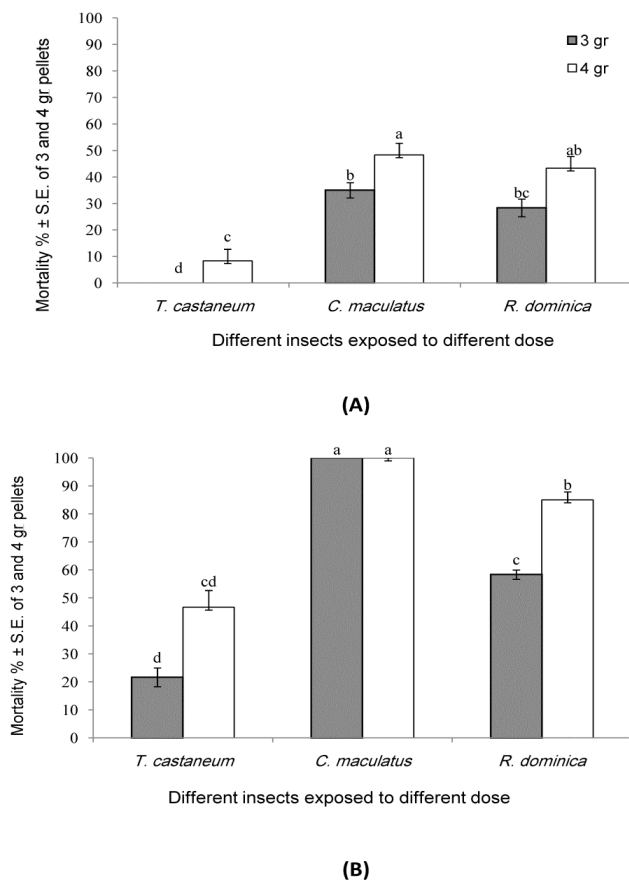 Mortality % ± S.E. of 3 and 4 gr pellets
100
90
80
70
60
50
40
30
20
10
0
3 gr
4 gr
d
c
b
a
bc
ab
T. castaneum
C. maculatus
R. dominica
Different insects exposed to different dose
(A)
Mortality % ± S.E. of 3 and 4 gr pellets
100
90
80
70
60
50
40
30
20
10
0
d
cd
a
a
c
b
T. castaneum
C. maculatus
R. dominica
Different insects exposed to different dose
(B)